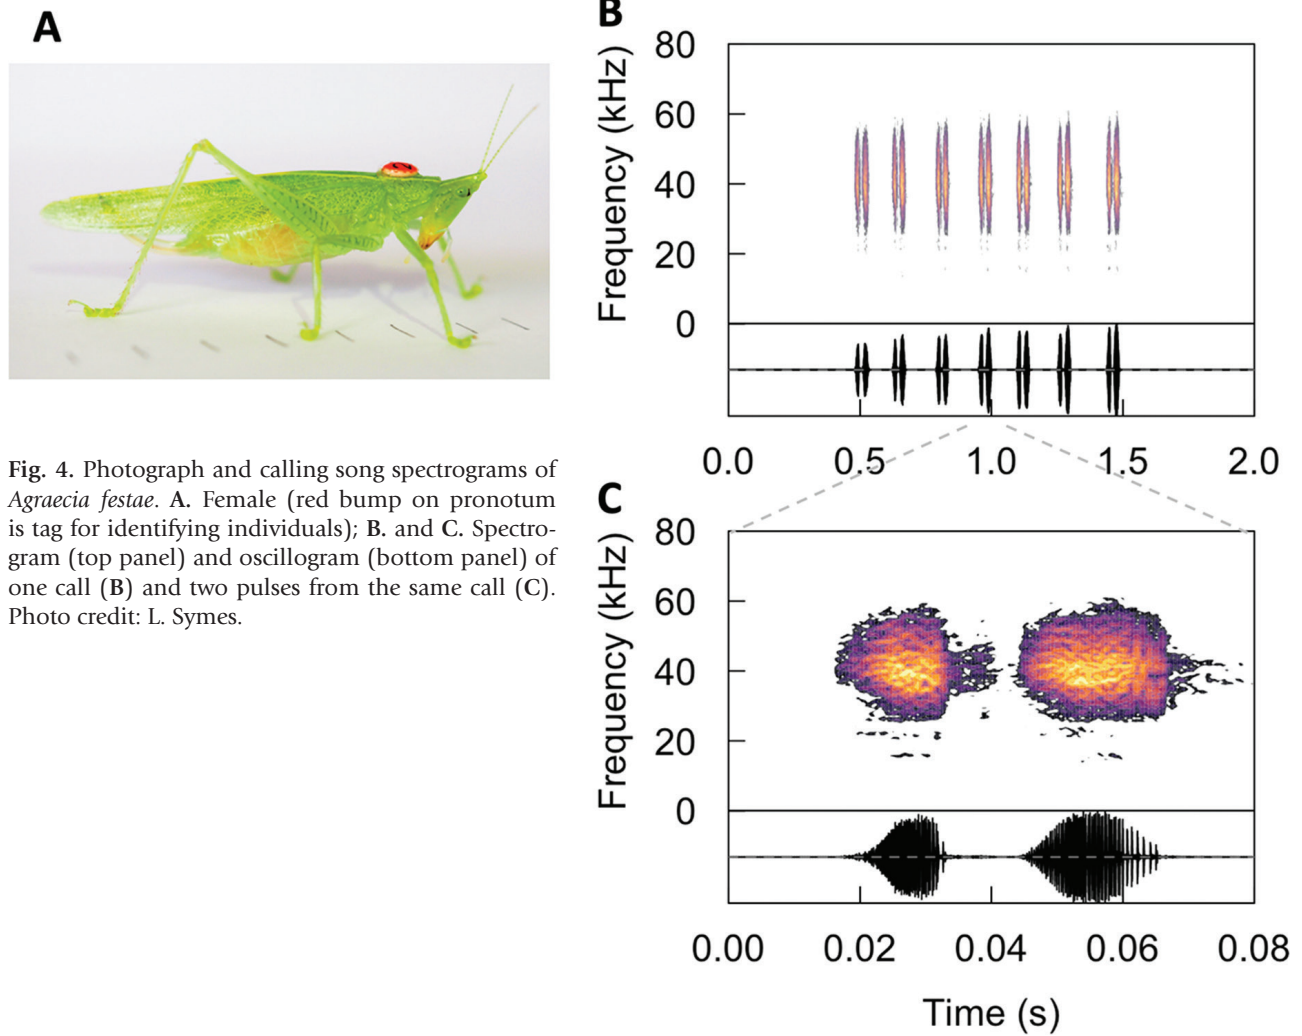 A
Fig. 4. Photograph and calling song spectrograms of
Agraecia festae. A. Female (red bump on pronotum
is tag for identifying individuals); B. and C. Spectro-
gram (top panel) and oscillogram (bottom panel) of
one call (B) and two pulses from the same call (C).
Photo credit: L. Symes.
B
Frequency (kHz)
80
60
40
20
0
0.0 0.5 1.0 1.5 2.0
C
Frequency (kHz)
80
60
40
20
0
0.00 0.02 0.04 0.06 0.08
Time (s)